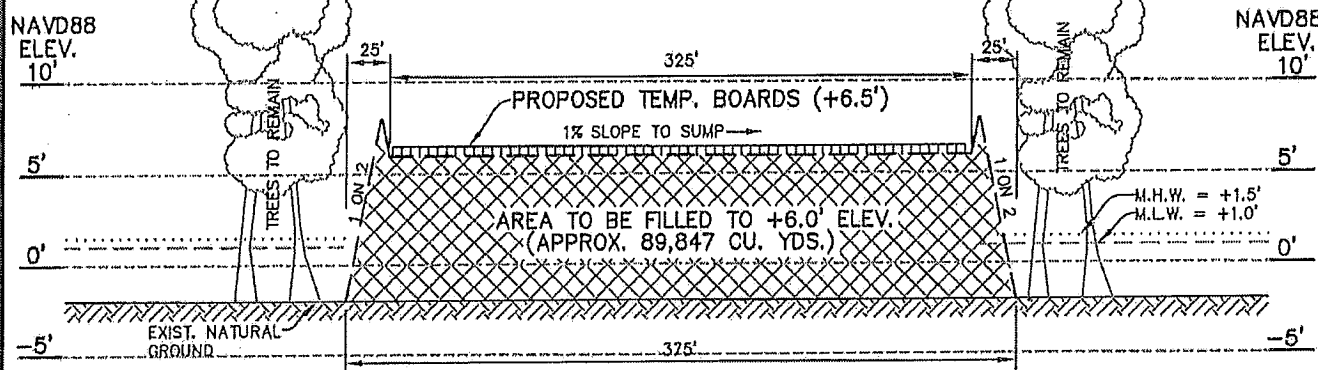 NAVD88
ELEV.
10'
5'
0'
-5'
TREES TO REMAIN
25'
325'
25'
PROPOSED TEMP. BOARDS (+6.5')
1% SLOPE TO SUMP
1 ON 2
AREA TO BE FILLED TO +6.0' ELEV.
(APPROX. 89,847 CU. YDS.)
1 ON 2
EXIST. NATURAL
GROUND
375'
TREES TO REMAIN
M.H.W. = +1.5'
M.L.W. = +1.0'
NAVD88
ELEV.
10'
5'
0'
-5'